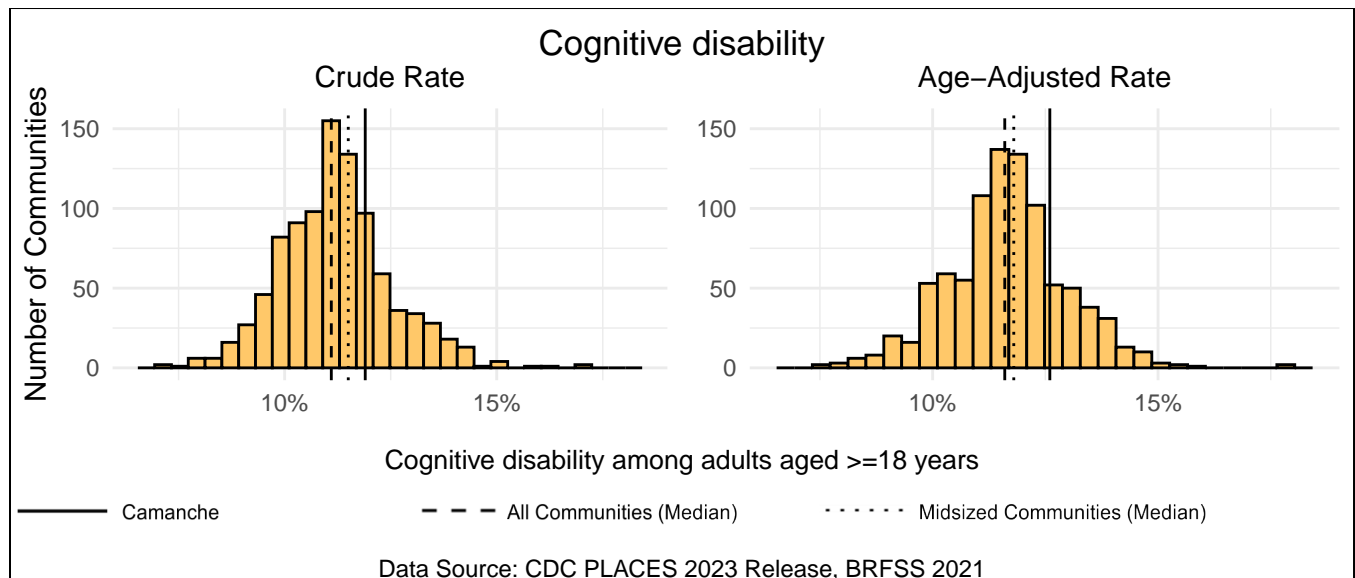 Cognitive disability
Crude Rate
Age−Adjusted Rate
Number of Communities
150
100
50
0
10%
15%
150
100
50
0
10%
15%
Cognitive disability among adults aged >=18 years
Camanche
All Communities (Median)
Midsized Communities (Median)
Data Source: CDC PLACES 2023 Release, BRFSS 2021